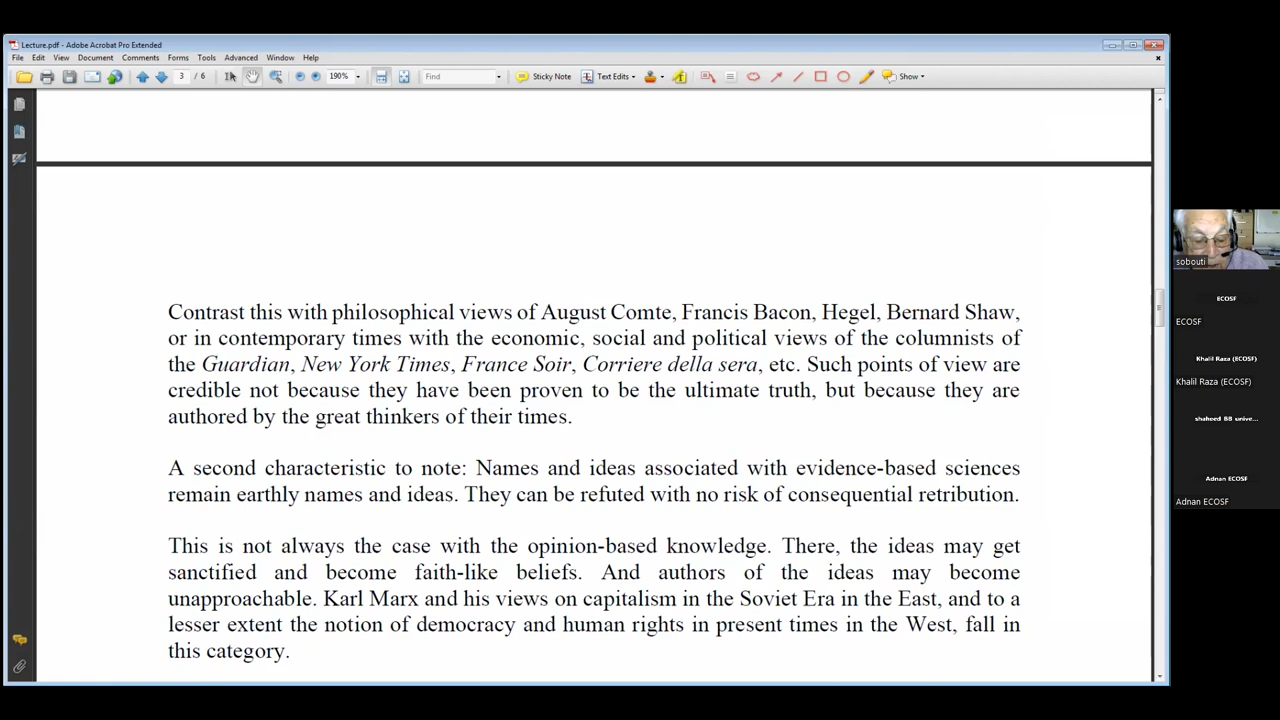 Lecture.pdf - Adobe Acrobat Pro Extended
File Edit View Document Comments Forms Tools Advanced Window Help
3 / 6 190% Find Sticky Note Text Edits Show
Contrast this with philosophical views of August Comte, Francis Bacon, Hegel, Bernard Shaw,
or in contemporary times with the economic, social and political views of the columnists of
the Guardian, New York Times, France Soir, Corriere della sera, etc. Such points of view are
credible not because they have been proven to be the ultimate truth, but because they are
authored by the great thinkers of their times.
A second characteristic to note: Names and ideas associated with evidence-based sciences
remain earthly names and ideas. They can be refuted with no risk of consequential retribution.
This is not always the case with the opinion-based knowledge. There, the ideas may get
sanctified and become faith-like beliefs. And authors of the ideas may become
unapproachable. Karl Marx and his views on capitalism in the Soviet Era in the East, and to a
lesser extent the notion of democracy and human rights in present times in the West, fall in
this category.
sobouti
ECOSF
ECOSF
Khalil Raza (ECOSF)
Khalil Raza (ECOSF)
shaheed BB unive...
Adnan ECOSF
Adnan ECOSF